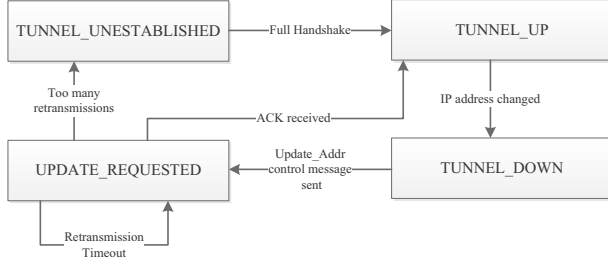 TUNNEL_UNESTABLISHED
Full Handshake
TUNNEL_UP
Too many
retransmissions
ACK received
IP address changed
UPDATE_REQUESTED
Update_Addr
control message
sent
TUNNEL_DOWN
Retransmission
Timeout